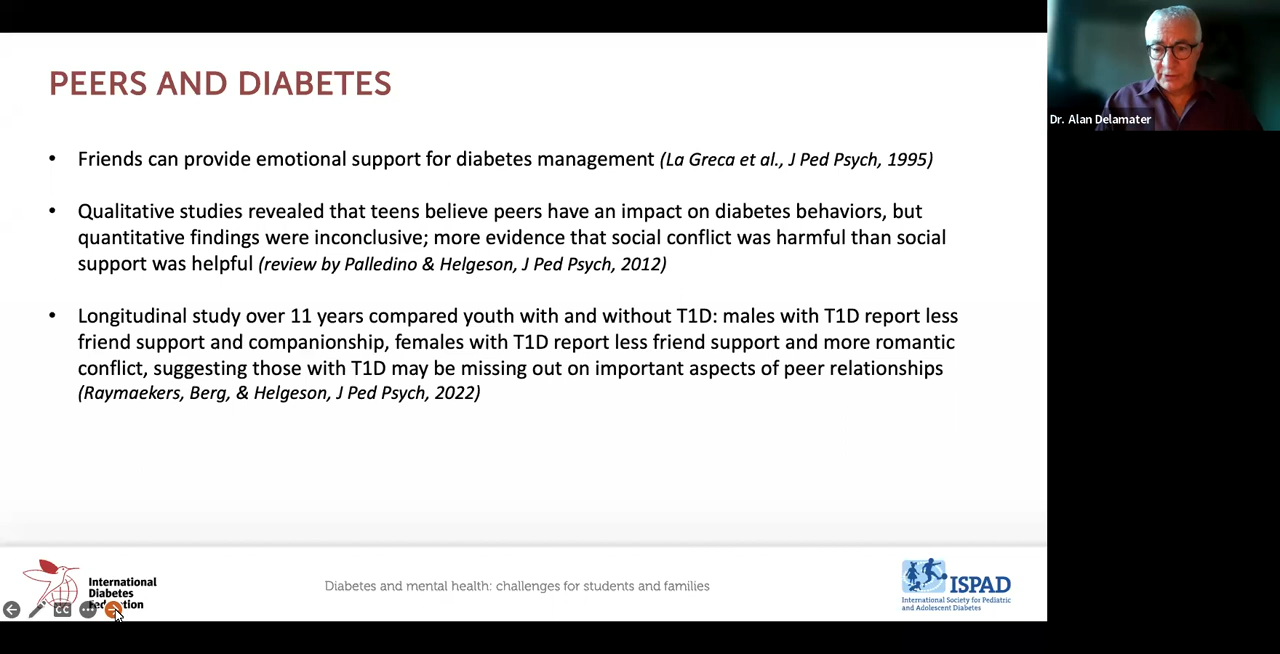 PEERS AND DIABETES
• Friends can provide emotional support for diabetes management (La Greca et al., J Ped Psych, 1995)
• Qualitative studies revealed that teens believe peers have an impact on diabetes behaviors, but
quantitative findings were inconclusive; more evidence that social conflict was harmful than social
support was helpful (review by Palledino & Helgeson, J Ped Psych, 2012)
• Longitudinal study over 11 years compared youth with and without T1D: males with T1D report less
friend support and companionship, females with T1D report less friend support and more romantic
conflict, suggesting those with T1D may be missing out on important aspects of peer relationships
(Raymaekers, Berg, & Helgeson, J Ped Psych, 2022)
Dr. Alan Delamater
International
Diabetes
Federation
CC
Diabetes and mental health: challenges for students and families
ISPAD
International Society for Pediatric
and Adolescent Diabetes